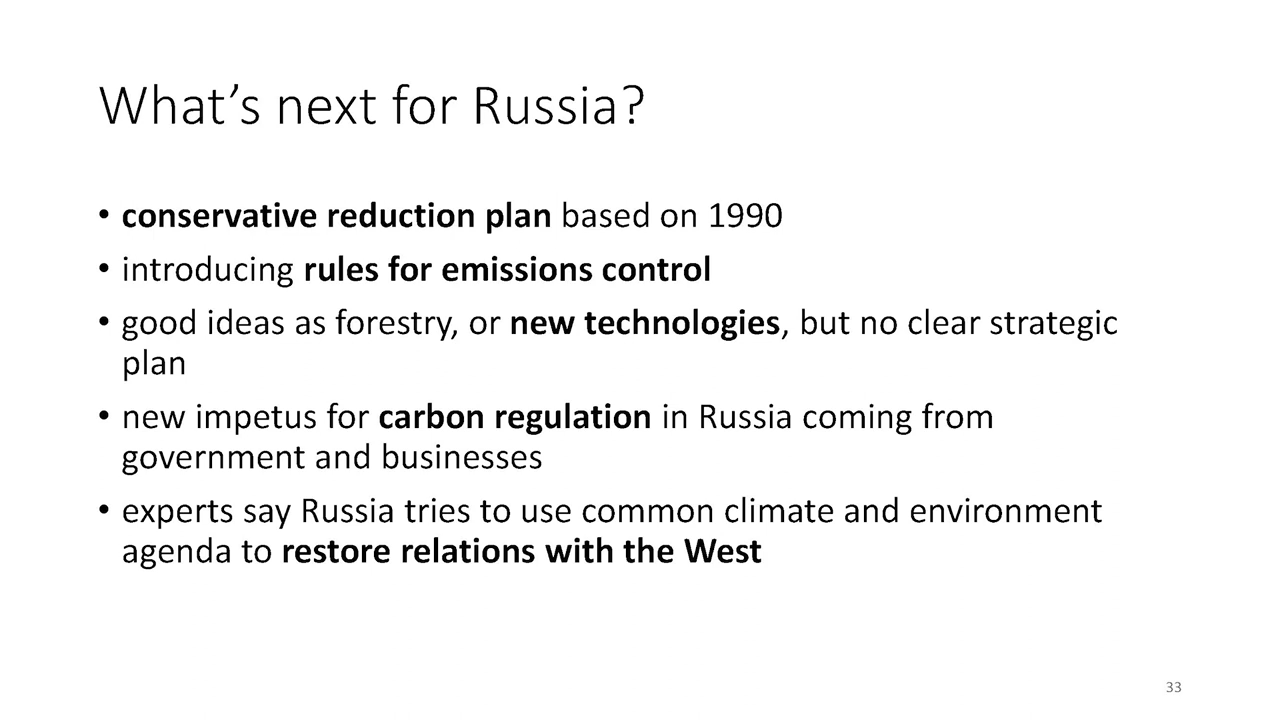 What’s next for Russia?
• conservative reduction plan based on 1990
• introducing rules for emissions control
• good ideas as forestry, or new technologies, but no clear strategic
plan
• new impetus for carbon regulation in Russia coming from
government and businesses
• experts say Russia tries to use common climate and environment
agenda to restore relations with the West
33